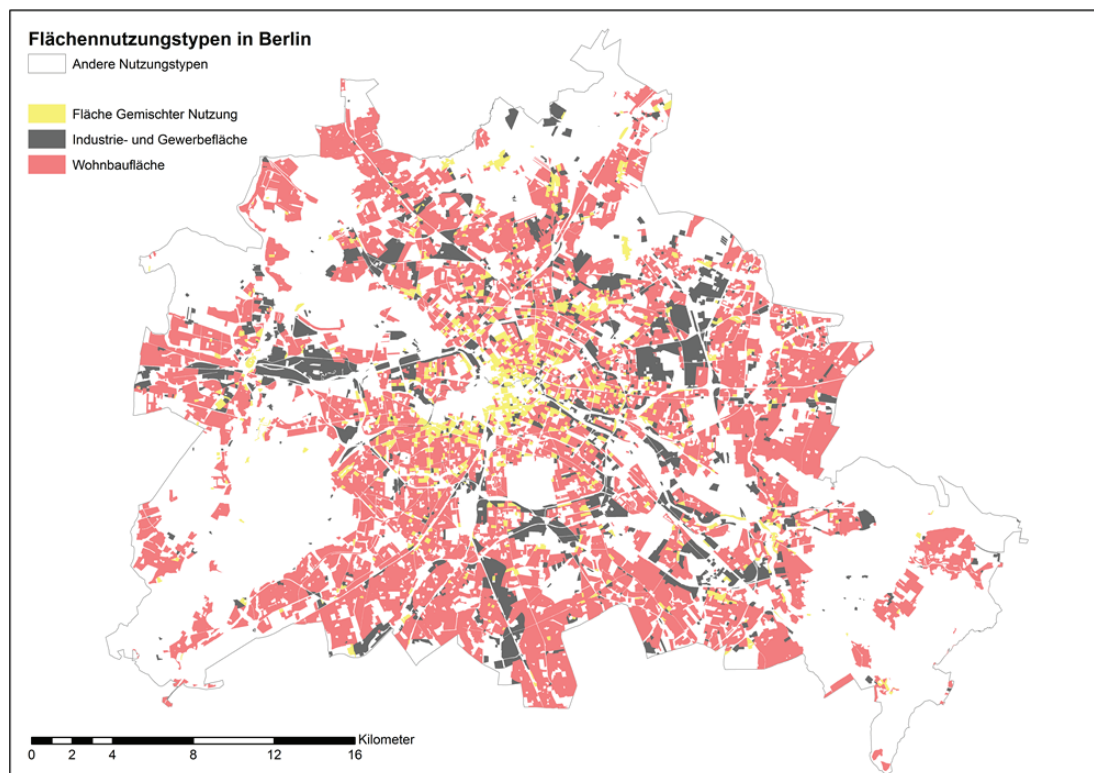 Flächennutzungstypen in Berlin
Andere Nutzungstypen
Fläche Gemischter Nutzung
Industrie- und Gewerbefläche
Wohnbaufläche
Kilometer
0 2 4 8 12 16